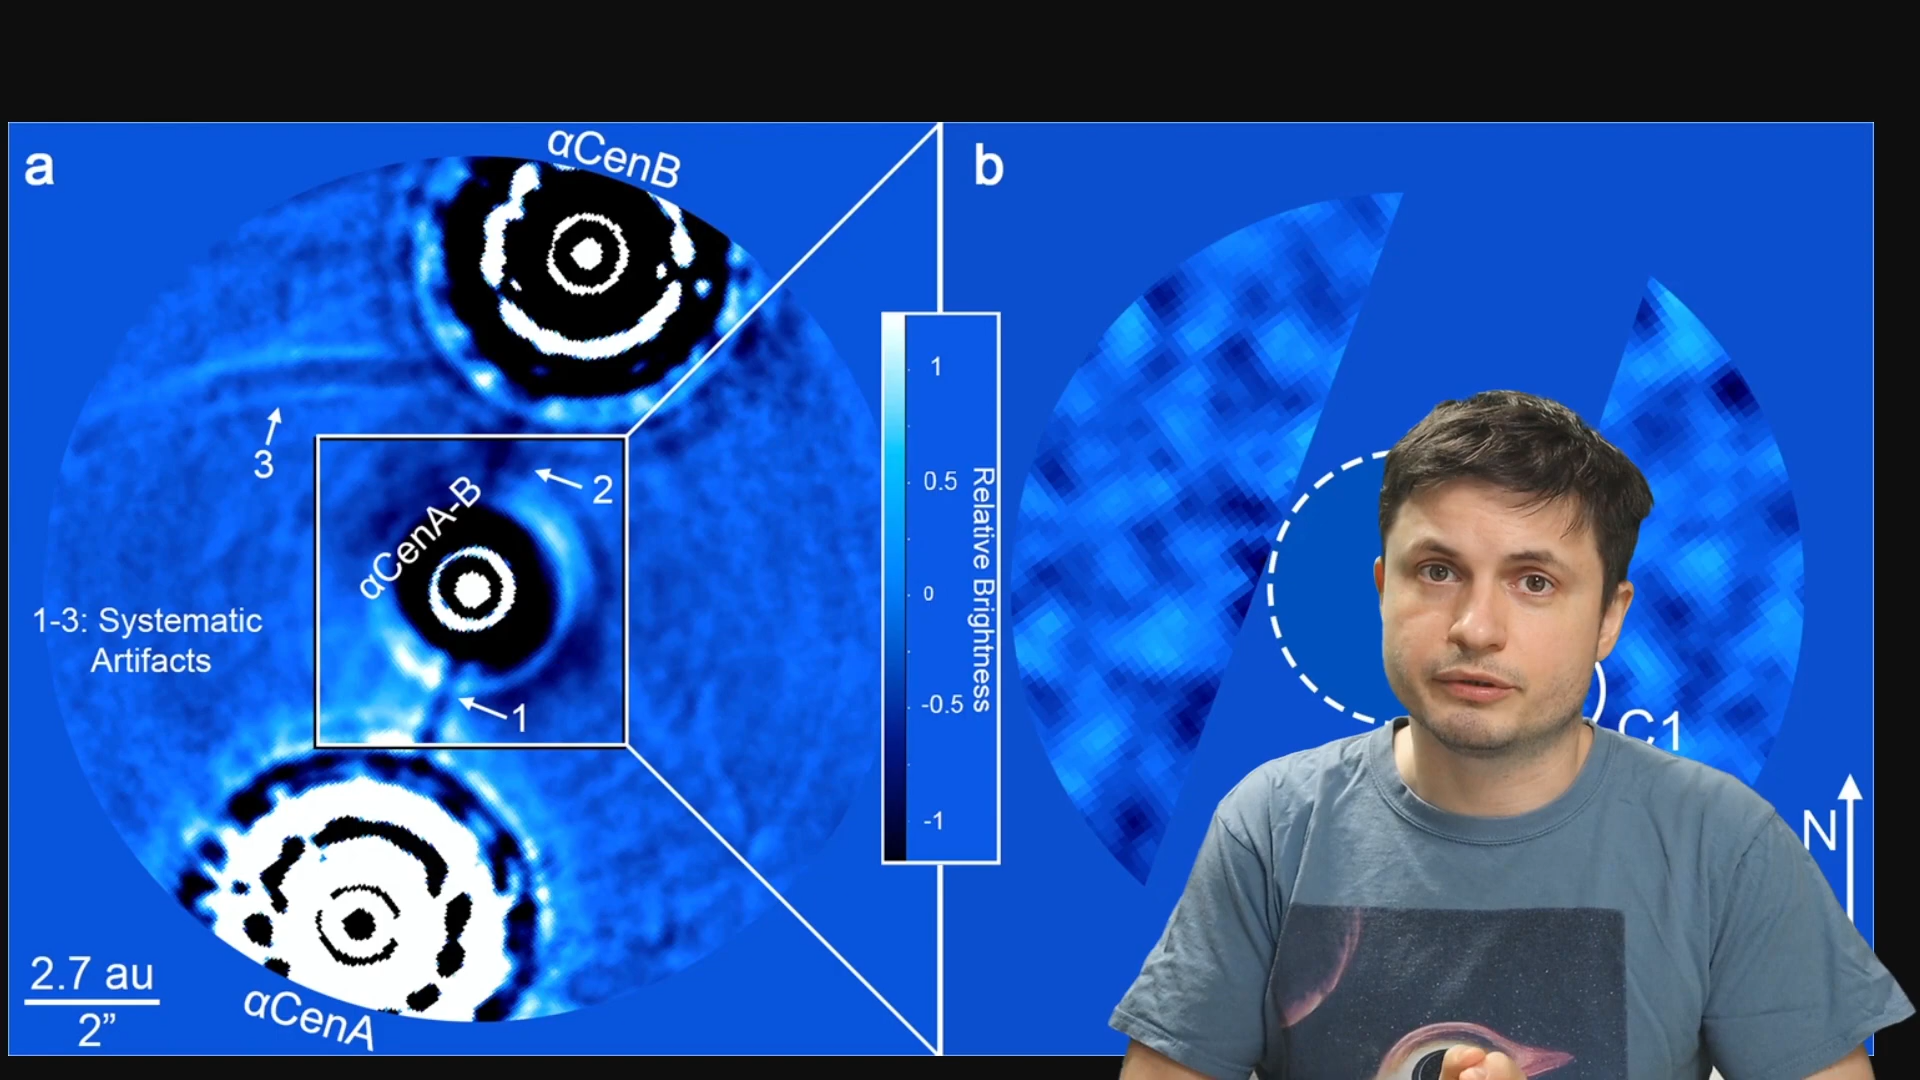 a
αCenB
b
1
0.5
0
-0.5
-1
Relative Brightness
3
2
αCenA-B
1-3: Systematic
Artifacts
1
C1
N
2.7 au
2”
αCenA